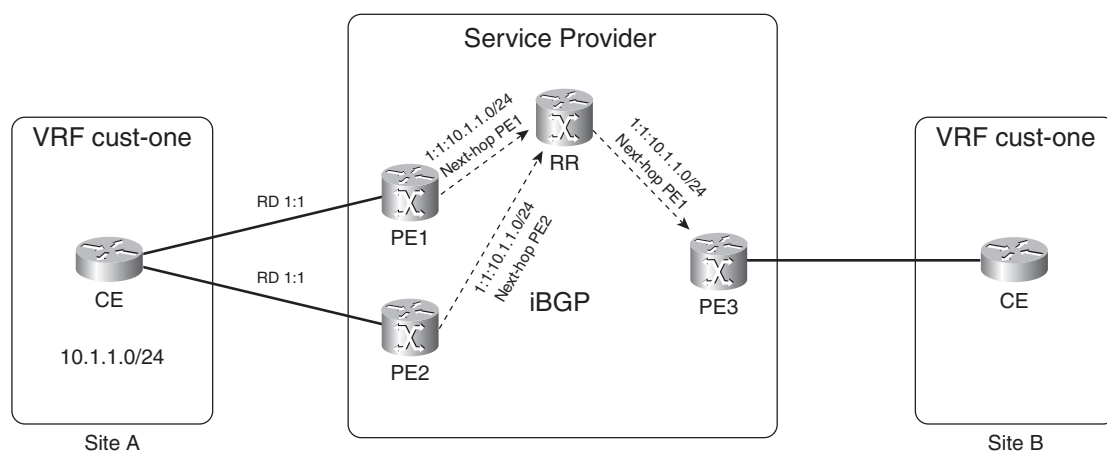 Service Provider
VRF cust-one
VRF cust-one
1:1:10.1.1.0/24
Next-hop PE1
RR
1:1:10.1.1.0/24
Next-hop PE1
RD 1:1
PE1
1:1:10.1.1.0/24
Next-hop PE2
CE
RD 1:1
iBGP
PE3
CE
10.1.1.0/24
PE2
Site A
Site B